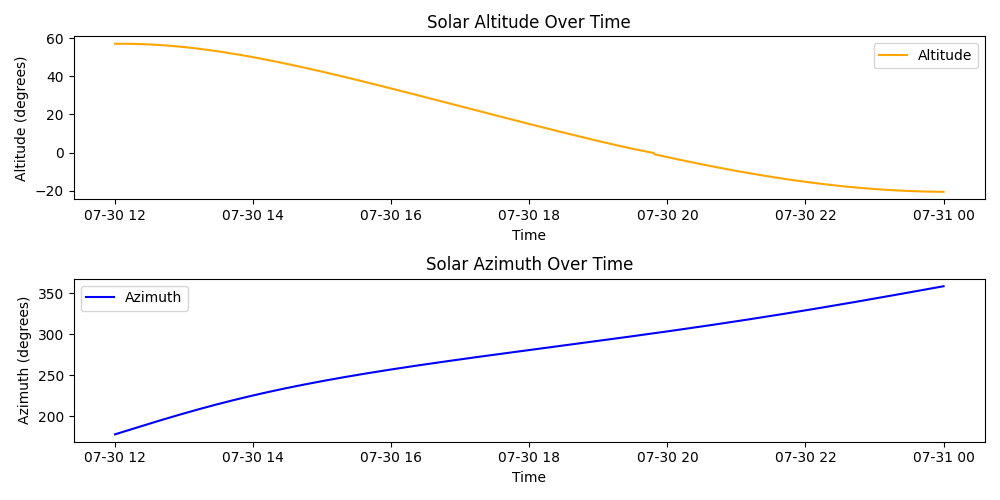 Solar Altitude Over Time
Altitude (degrees)
60
40
20
0
−20
Altitude
07-30 12 07-30 14 07-30 16 07-30 18 07-30 20 07-30 22 07-31 00
Time
Solar Azimuth Over Time
Azimuth (degrees)
350
300
250
200
Azimuth
07-30 12 07-30 14 07-30 16 07-30 18 07-30 20 07-30 22 07-31 00
Time